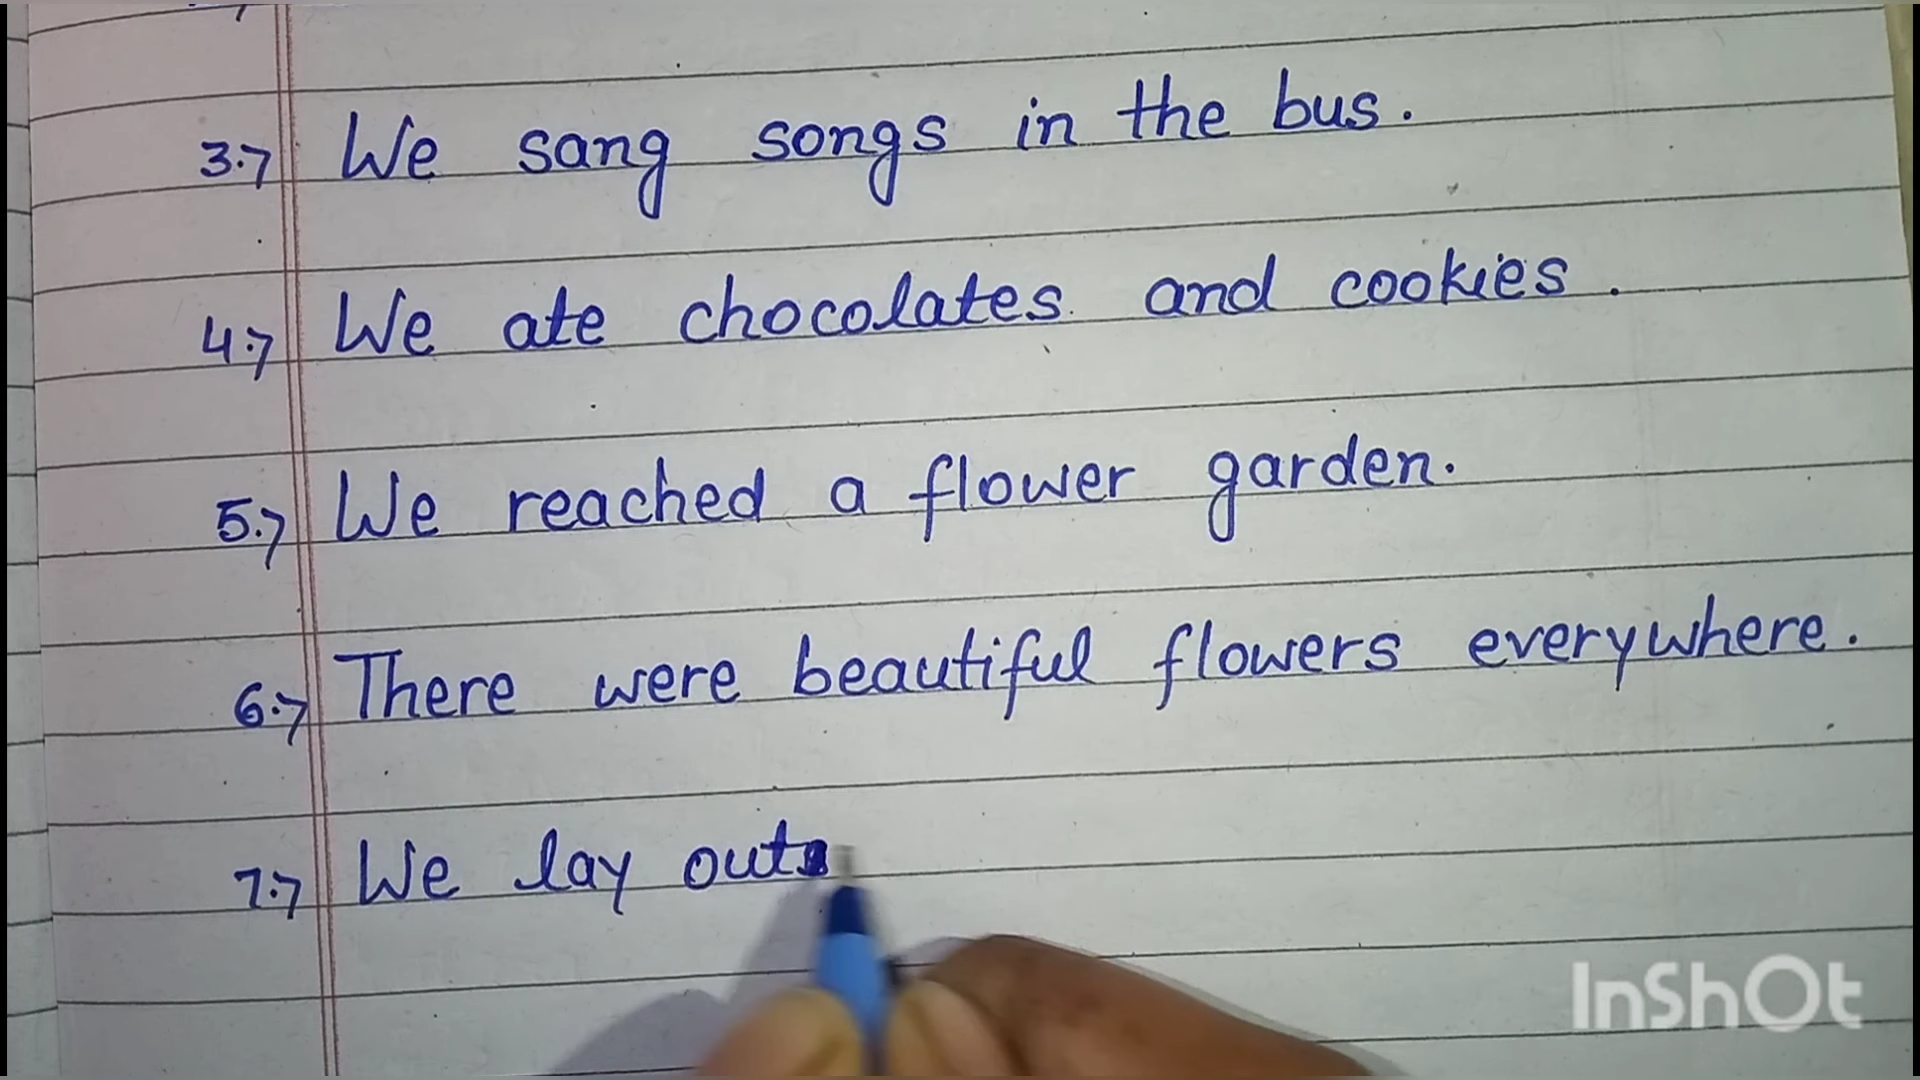 3.7 We sang songs in the bus.
4.7 We ate chocolates and cookies.
5.7 We reached a flower garden.
6.7 There were beautiful flowers everywhere.
7.7 We lay out
InShOt